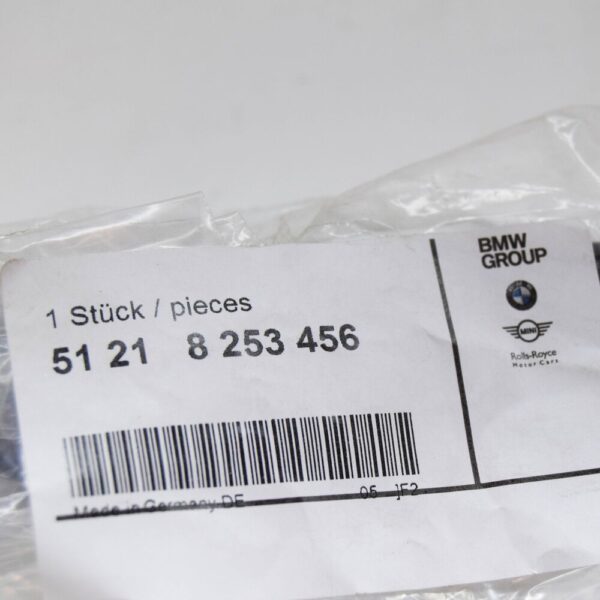 1 Stück / pieces
51 21 8 253 456
Made in Germany DE 05 JF2
BMW
GROUP
MINI
Rolls-Royce
Motor Cars